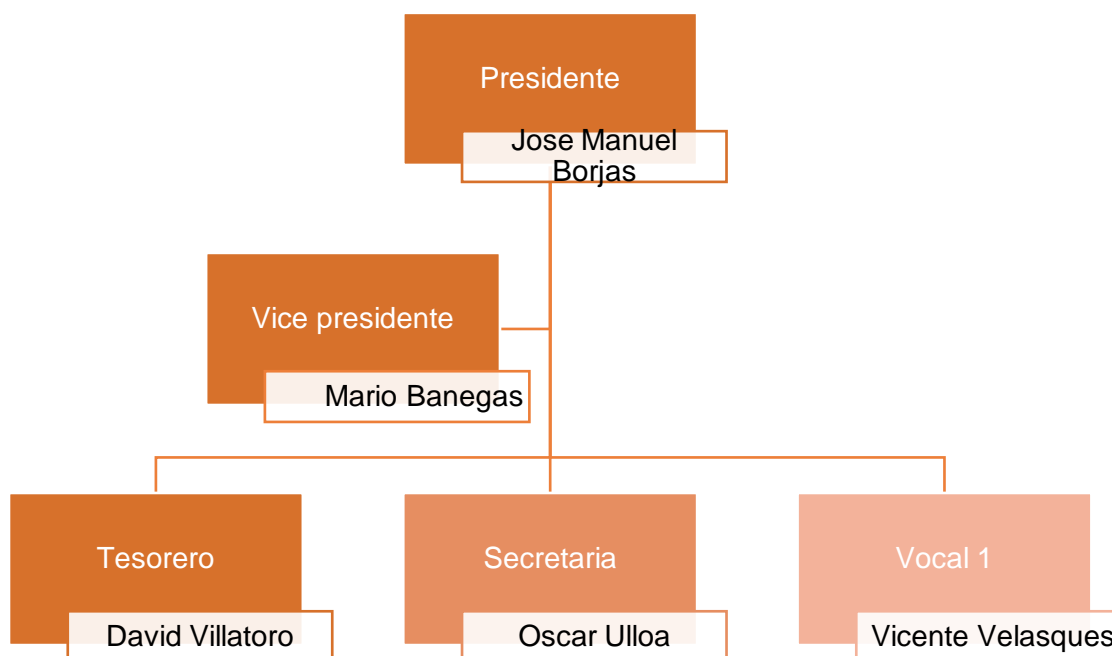 Presidente
Jose Manuel
Borjas
Vice presidente
Mario Banegas
Tesorero
David Villatoro
Secretaria
Oscar Ulloa
Vocal 1
Vicente Velasques